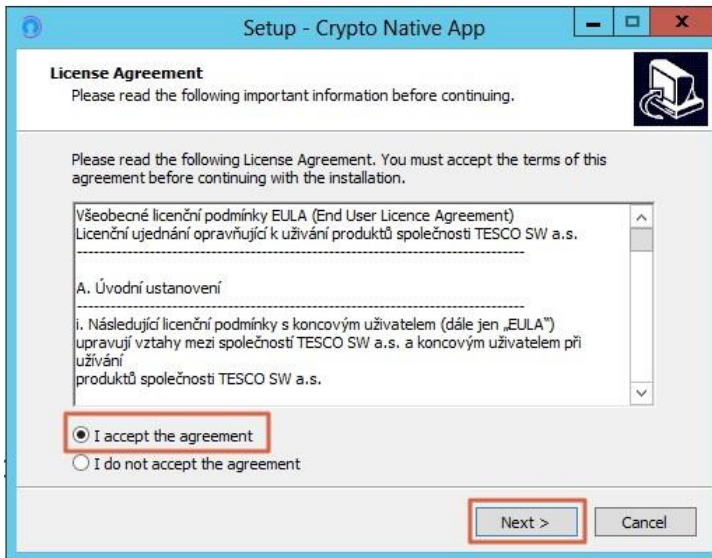 Setup - Crypto Native App
License Agreement
Please read the following important information before continuing.
Please read the following License Agreement. You must accept the terms of this
agreement before continuing with the installation.
Všeobecné licenční podmínky EULA (End User Licence Agreement)
Licenční ujednání opravňující k užívání produktů společnosti TESCO SW a.s.
--------------------------------------------------------------------------------
A. Úvodní ustanovení
--------------------------------------------------------------------------------
i. Následující licenční podmínky s koncovým uživatelem (dále jen „EULA“)
upravují vztahy mezi společností TESCO SW a.s. a koncovým uživatelem při
užívání
produktů společnosti TESCO SW a.s.
I accept the agreement
I do not accept the agreement
Next >
Cancel